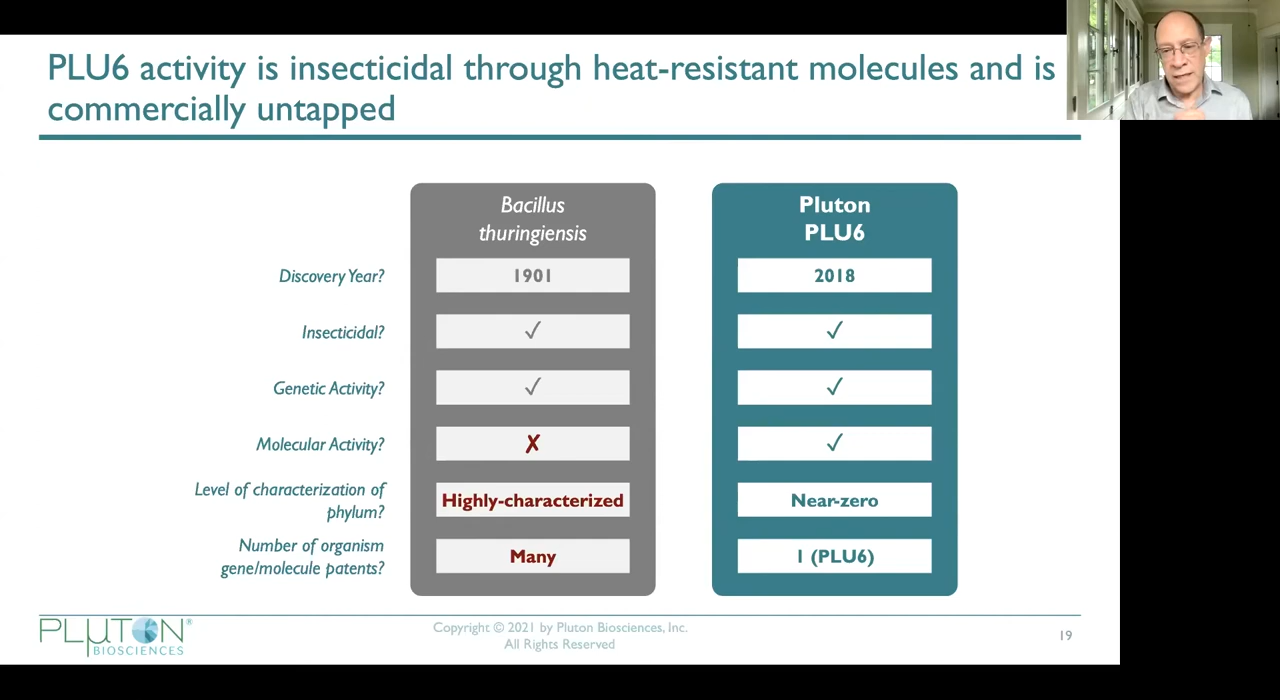 PLU6 activity is insecticidal through heat-resistant molecules and is
commercially untapped
Bacillus
thuringiensis
Pluton
PLU6
Discovery Year?
1901
2018
Insecticidal?
✓
✓
Genetic Activity?
✓
✓
Molecular Activity?
✗
✓
Level of characterization of
phylum?
Highly-characterized
Near-zero
Number of organism
gene/molecule patents?
Many
1 (PLU6)
PLUTON®
BIOSCIENCES
Copyright © 2021 by Pluton Biosciences, Inc.
All Rights Reserved
19